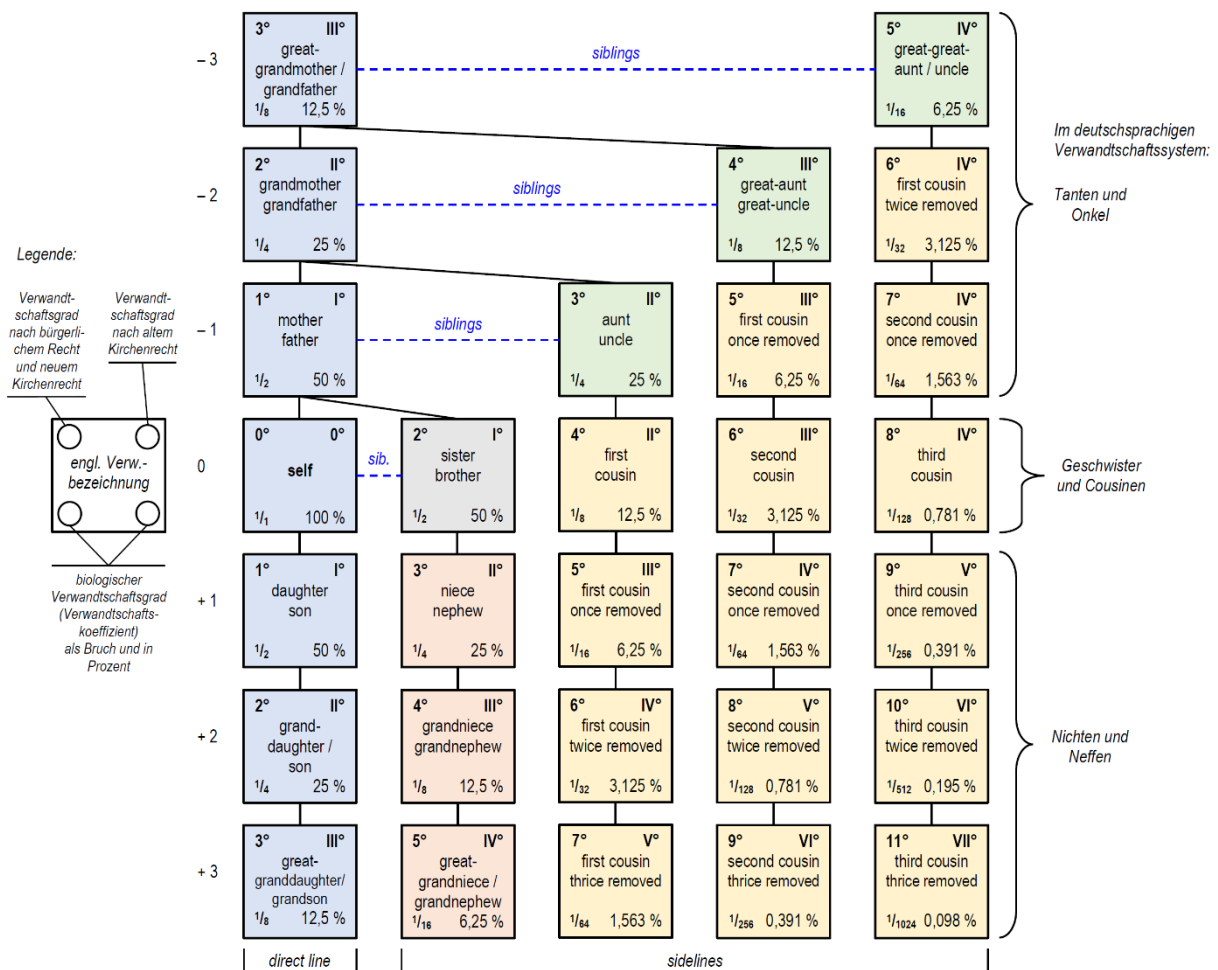 – 3
3° III°
great-
grandmother /
grandfather
1/8 12,5 %
siblings
5° IV°
great-great-
aunt / uncle
1/16 6,25 %
Im deutschsprachigen
Verwandtschaftssystem:
Tanten und
Onkel
– 2
2° II°
grandmother
grandfather
1/4 25 %
siblings
4° III°
great-aunt
great-uncle
1/8 12,5 %
6° IV°
first cousin
twice removed
1/32 3,125 %
Legende:
Verwandt-
schaftsgrad
nach bürgerli-
chem Recht
und neuem
Kirchenrecht
Verwandt-
schaftsgrad
nach altem
Kirchenrecht
engl. Verw.-
bezeichnung
biologischer
Verwandtschaftsgrad
(Verwandtschafts-
koeffizient)
als Bruch und in
Prozent
– 1
1° I°
mother
father
1/2 50 %
siblings
3° II°
aunt
uncle
1/4 25 %
5° III°
first cousin
once removed
1/16 6,25 %
7° IV°
second cousin
once removed
1/64 1,563 %
0
0° 0°
self
1/1 100 %
sib.
2° I°
sister
brother
1/2 50 %
4° II°
first
cousin
1/8 12,5 %
6° III°
second
cousin
1/32 3,125 %
8° IV°
third
cousin
1/128 0,781 %
Geschwister
und Cousinen
+ 1
1° I°
daughter
son
1/2 50 %
3° II°
niece
nephew
1/4 25 %
5° III°
first cousin
once removed
1/16 6,25 %
7° IV°
second cousin
once removed
1/64 1,563 %
9° V°
third cousin
once removed
1/256 0,391 %
+ 2
2° II°
grand-
daughter /
son
1/4 25 %
4° III°
grandniece
grandnephew
1/8 12,5 %
6° IV°
first cousin
twice removed
1/32 3,125 %
8° V°
second cousin
twice removed
1/128 0,781 %
10° VI°
third cousin
twice removed
1/512 0,195 %
Nichten und
Neffen
+ 3
3° III°
great-
granddaughter/
grandson
1/8 12,5 %
5° IV°
great-
grandniece /
grandnephew
1/16 6,25 %
7° V°
first cousin
thrice removed
1/64 1,563 %
9° VI°
second cousin
thrice removed
1/256 0,391 %
11° VII°
third cousin
thrice removed
1/1024 0,098 %
direct line
sidelines